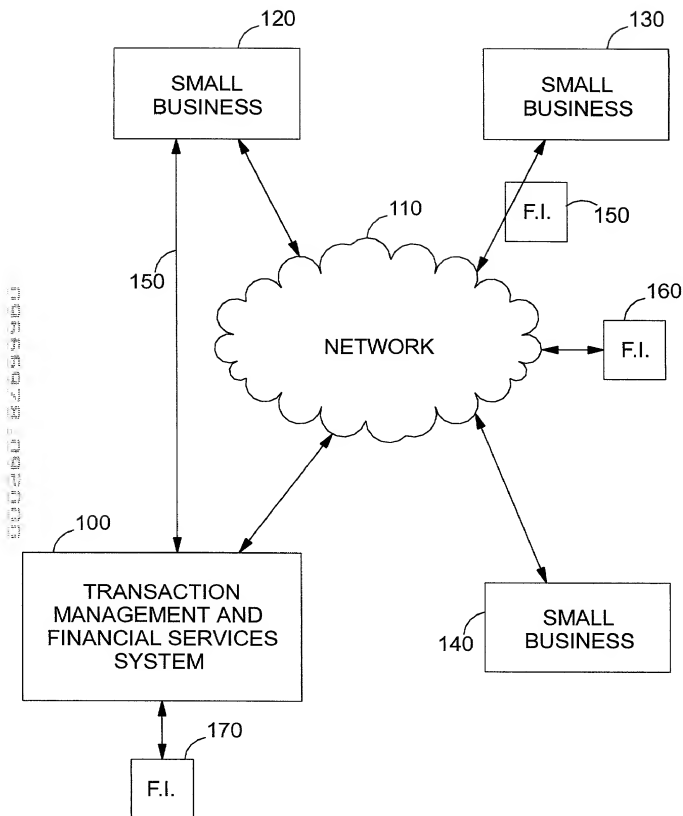 120
130
SMALL
BUSINESS
SMALL
BUSINESS
110
F.I.
150
150
160
NETWORK
F.I.
100
TRANSACTION
MANAGEMENT AND
FINANCIAL SERVICES
SYSTEM
SMALL
BUSINESS
140
170
F.I.